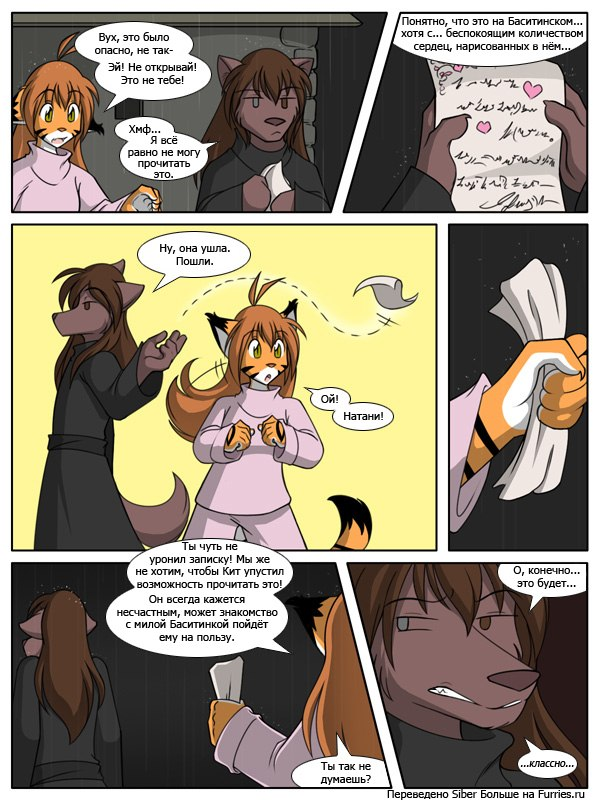 Вух, это было
опасно, не так-
Эй! Не открывай!
Это не тебе!
Хмф...
Я всё
равно не могу
прочитать
это.
Понятно, что это на Баситинском...
хотя с... беспокоящим количеством
сердец, нарисованных в нём...
Ну, она ушла.
Пошли.
Ой!
Натани!
Ты чуть не
уронил записку! Мы же
не хотим, чтобы Кит упустил
возможность прочитать это!
Он всегда кажется
несчастным, может знакомство
с милой Баситинкой пойдёт
ему на пользу.
Ты так не
думаешь?
О, конечно...
это будет...
...классно...
Переведено Siber Больше на Furries.ru